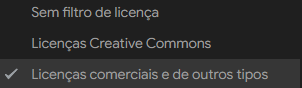 Sem filtro de licença
Licenças Creative Commons
Licenças comerciais e de outros tipos